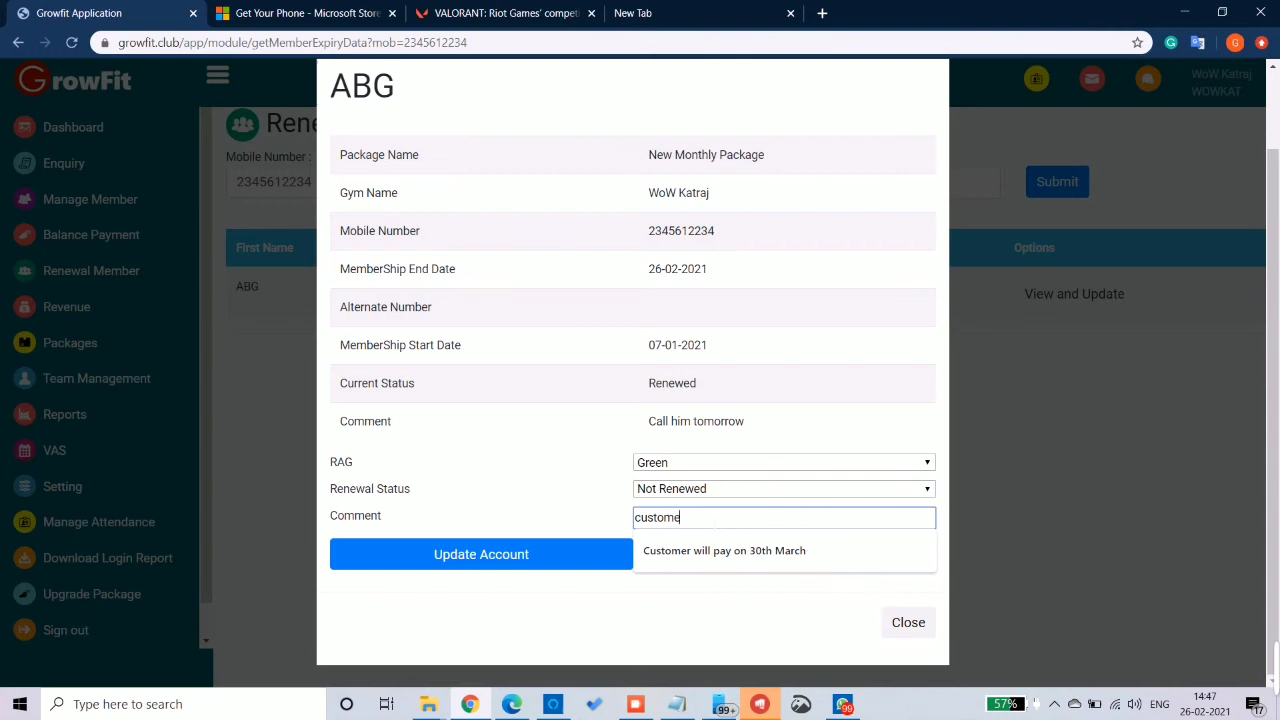 GrowFit Application
Get Your Phone - Microsoft Store
VALORANT: Riot Games' competi
New Tab
growfit.club/app/module/getMemberExpiryData?mob=2345612234
G
G
GrowFit
WoW Katraj
WOWKAT
Dashboard
Enquiry
Manage Member
Balance Payment
Renewal Member
Revenue
Packages
Team Management
Reports
VAS
Setting
Manage Attendance
Download Login Report
Upgrade Package
Sign out
Rene
Mobile Number :
2345612234
Submit
First Name
Options
ABG
View and Update
ABG
Package Name New Monthly Package
Gym Name WoW Katraj
Mobile Number 2345612234
MemberShip End Date 26-02-2021
Alternate Number
MemberShip Start Date 07-01-2021
Current Status Renewed
Comment Call him tomorrow
RAG Green
Renewal Status Not Renewed
Comment custome
Update Account
Customer will pay on 30th March
Close
Type here to search
99+
99
57%
ENG
14:47
26-02-2021
17